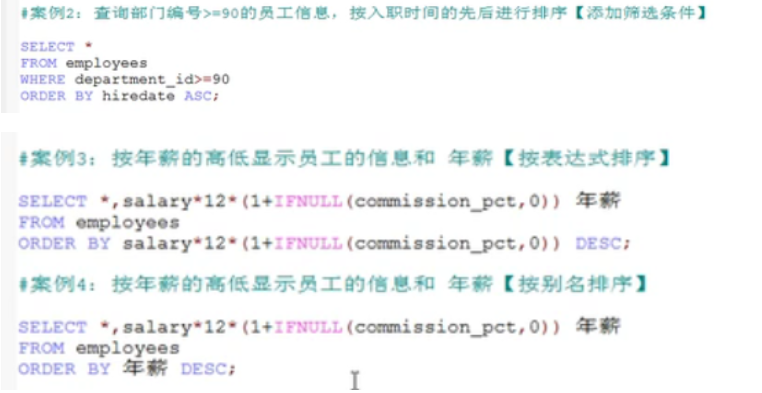 #案例2：查询部门编号>=90的员工信息，按入职时间的先后进行排序【添加筛选条件】
SELECT *
FROM employees
WHERE department_id>=90
ORDER BY hiredate ASC;
#案例3：按年薪的高低显示员工的信息和 年薪【按表达式排序】
SELECT *,salary*12*(1+IFNULL(commission_pct,0)) 年薪
FROM employees
ORDER BY salary*12*(1+IFNULL(commission_pct,0)) DESC;
#案例4：按年薪的高低显示员工的信息和 年薪【按别名排序】
SELECT *,salary*12*(1+IFNULL(commission_pct,0)) 年薪
FROM employees
ORDER BY 年薪 DESC;